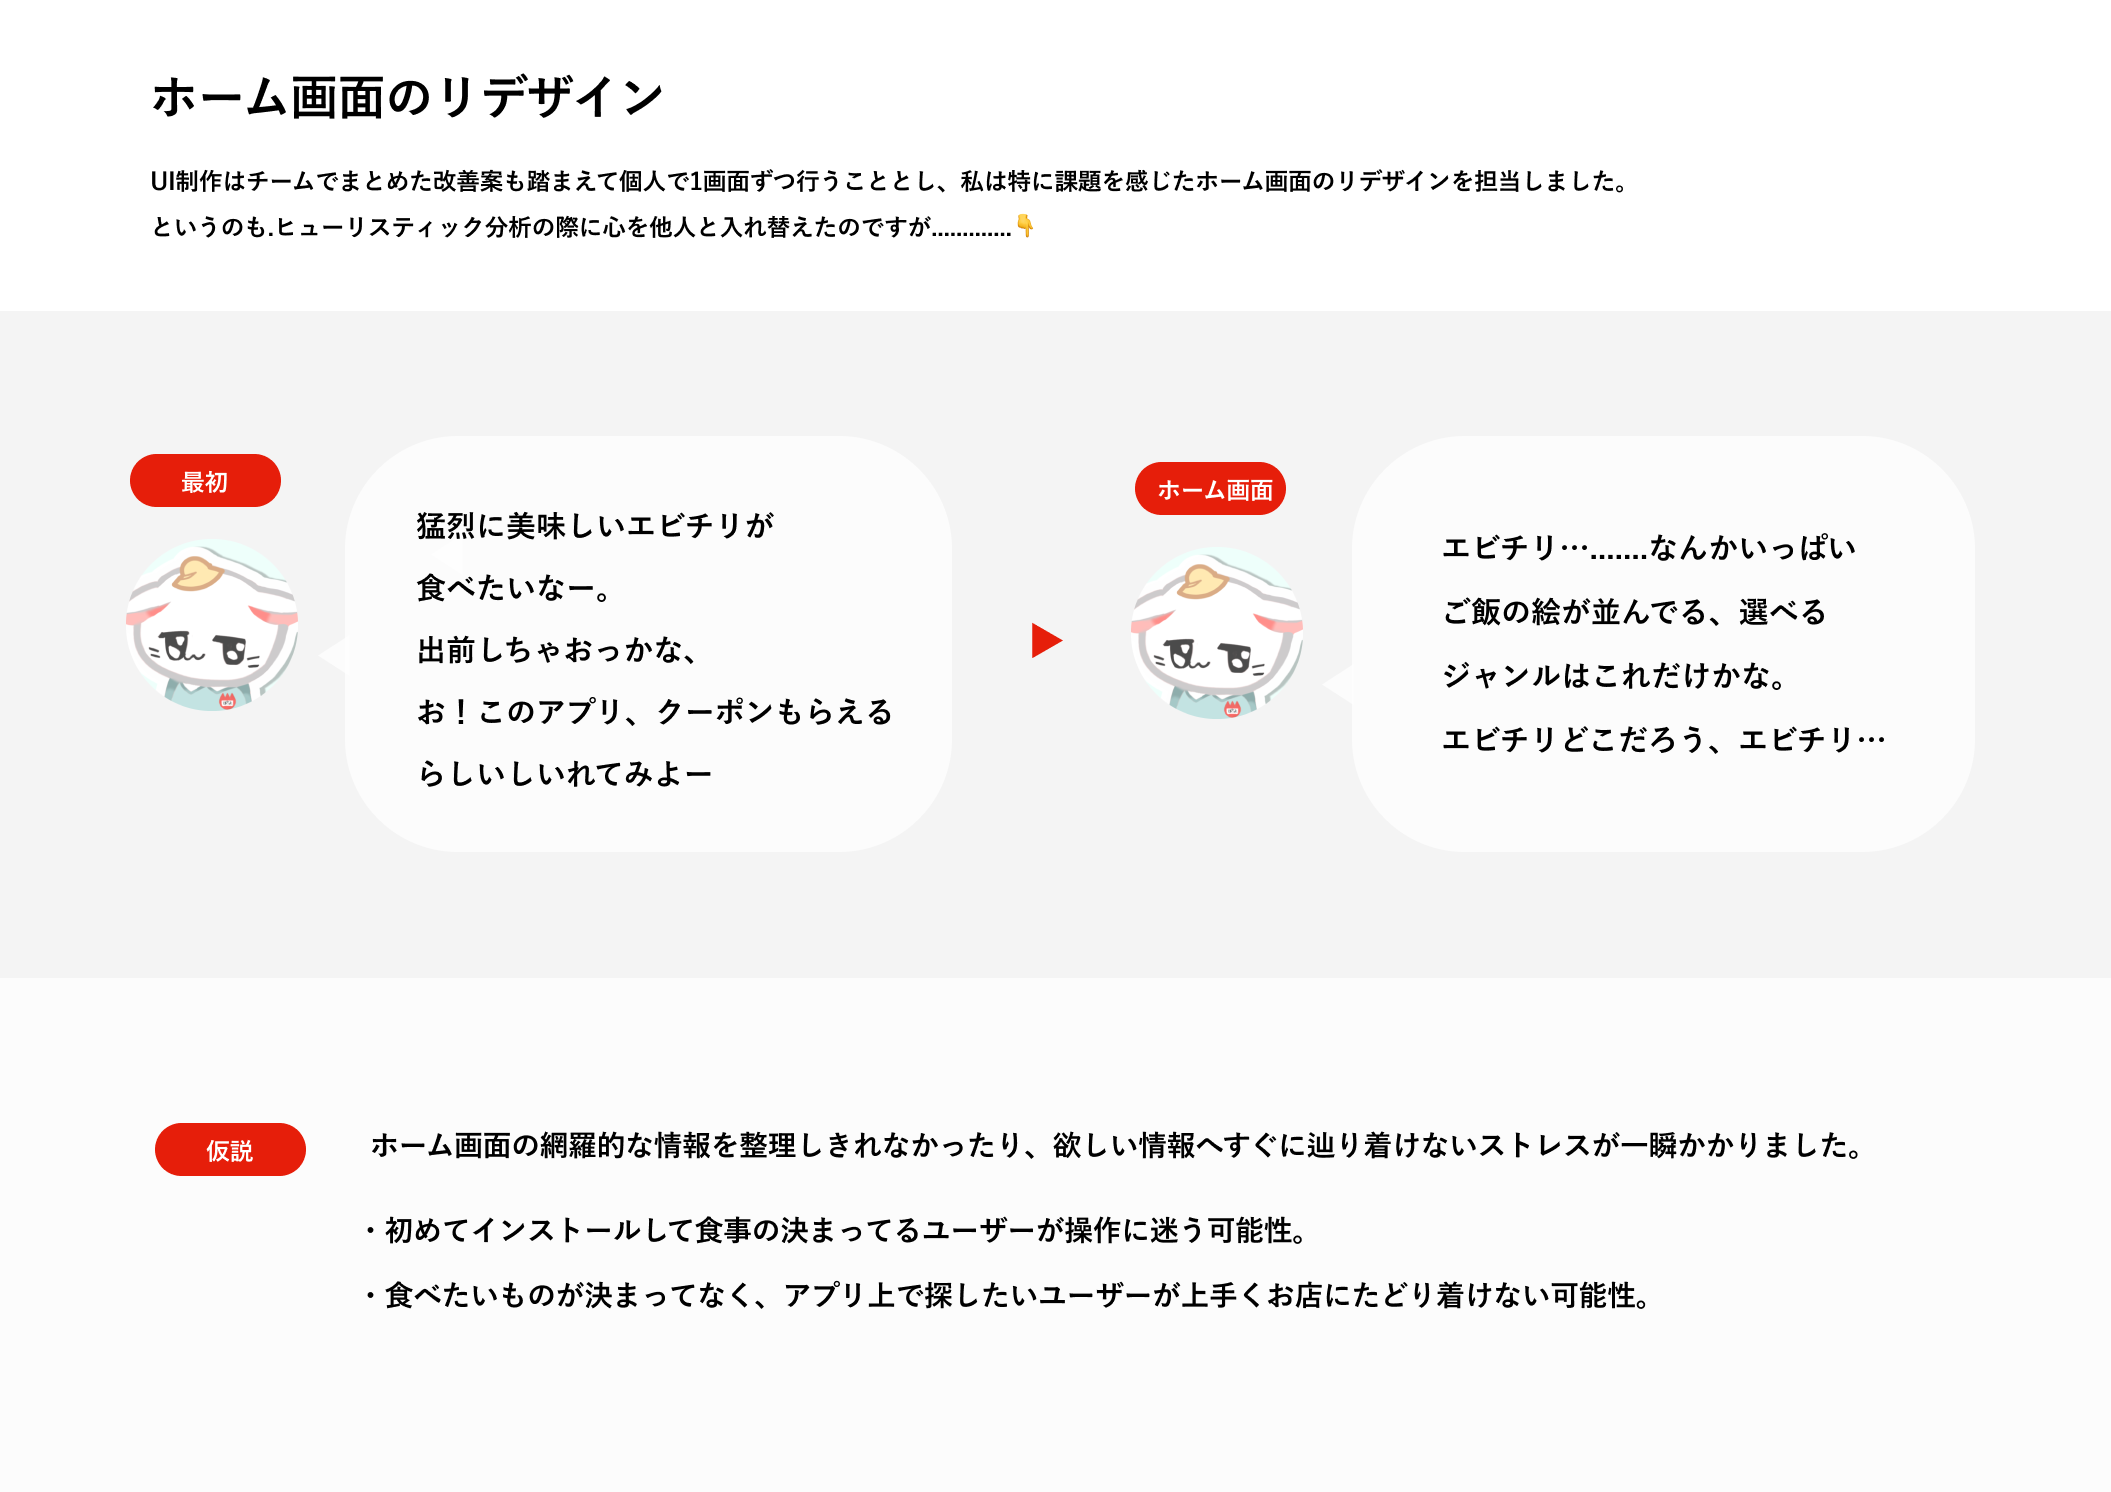 ホーム画面のリデザイン
UI制作はチームでまとめた改善案も踏まえて個人で1画面ずつ行うこととし、私は特に課題を感じたホーム画面のリデザインを担当しました。
というのも.ヒューリスティック分析の際に心を他人と入れ替えたのですが.............👇
最初
猛烈に美味しいエビチリが
食べたいなー。
出前しちゃおっかな、
お！このアプリ、クーポンもらえる
らしいしいれてみよー
ホーム画面
エビチリ….......なんかいっぱい
ご飯の絵が並んでる、選べる
ジャンルはこれだけかな。
エビチリどこだろう、エビチリ…
仮説
ホーム画面の網羅的な情報を整理しきれなかったり、欲しい情報へすぐに辿り着けないストレスが一瞬かかりました。
・初めてインストールして食事の決まってるユーザーが操作に迷う可能性。
・食べたいものが決まってなく、アプリ上で探したいユーザーが上手くお店にたどり着けない可能性。